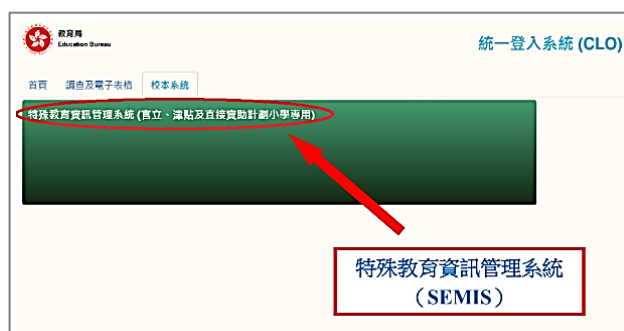 教育局
Education Bureau
統一登入系統 (CLO)
首頁 調查及電子表格 校本系統
特殊教育資訊管理系統 (官立、津貼及直接資助計劃小學專用)
特殊教育資訊管理系統
（SEMIS）